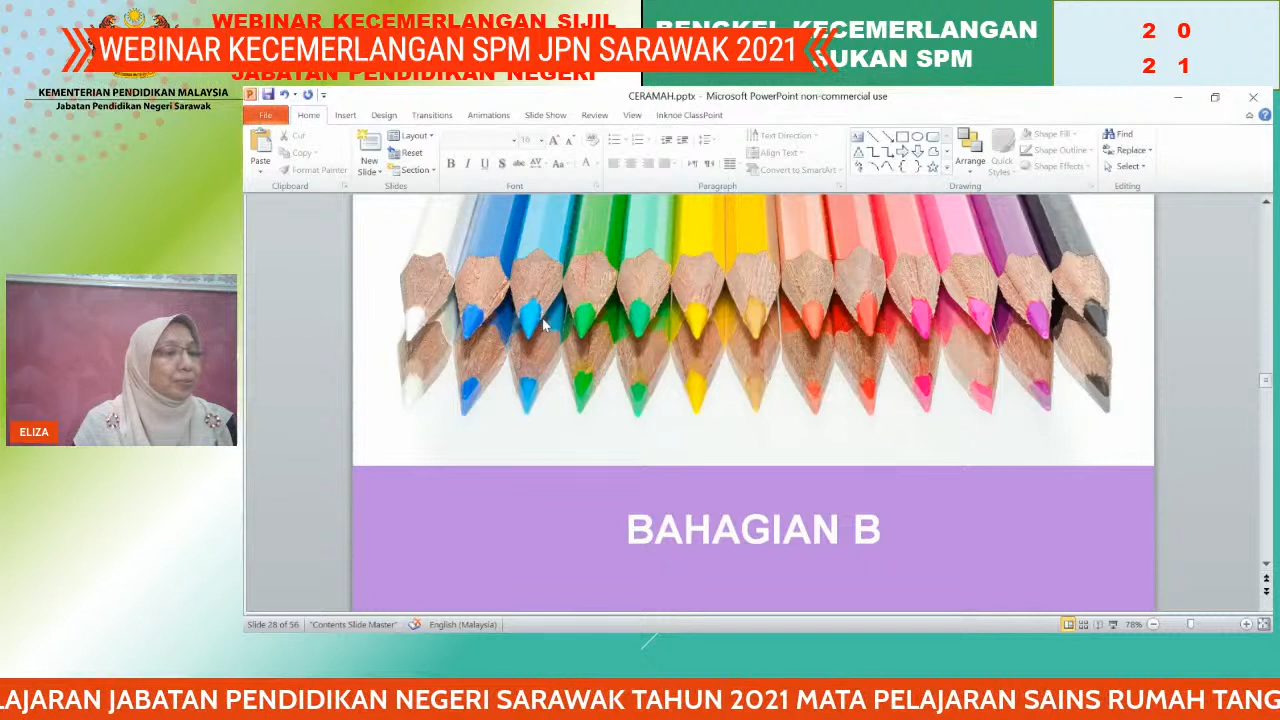 WEBINAR KECEMERLANGAN SIJIL
WEBINAR KECEMERLANGAN SPM JPN SARAWAK 2021
JABATAN PENDIDIKAN NEGERI
KECEMERLANGAN
SUKAN SPM
2 0
2 1
KEMENTERIAN PENDIDIKAN MALAYSIA
Jabatan Pendidikan Negeri Sarawak
CERAMAH.pptx - Microsoft PowerPoint non-commercial use
File Home Insert Design Transitions Animations Slide Show Review View Inknoe ClassPoint
Paste
Cut
Copy
Format Painter
Clipboard
New
Slide
Layout
Reset
Section
Slides
16
Font
Text Direction
Align Text
Convert to SmartArt
Paragraph
Arrange
Quick
Styles
Shape Fill
Shape Outline
Shape Effects
Drawing
Find
Replace
Select
Editing
BAHAGIAN B
ELIZA
Slide 28 of 56 "Contents Slide Master" English (Malaysia) 78%
LAJARAN JABATAN PENDIDIKAN NEGERI SARAWAK TAHUN 2021 MATA PELAJARAN SAINS RUMAH TANG